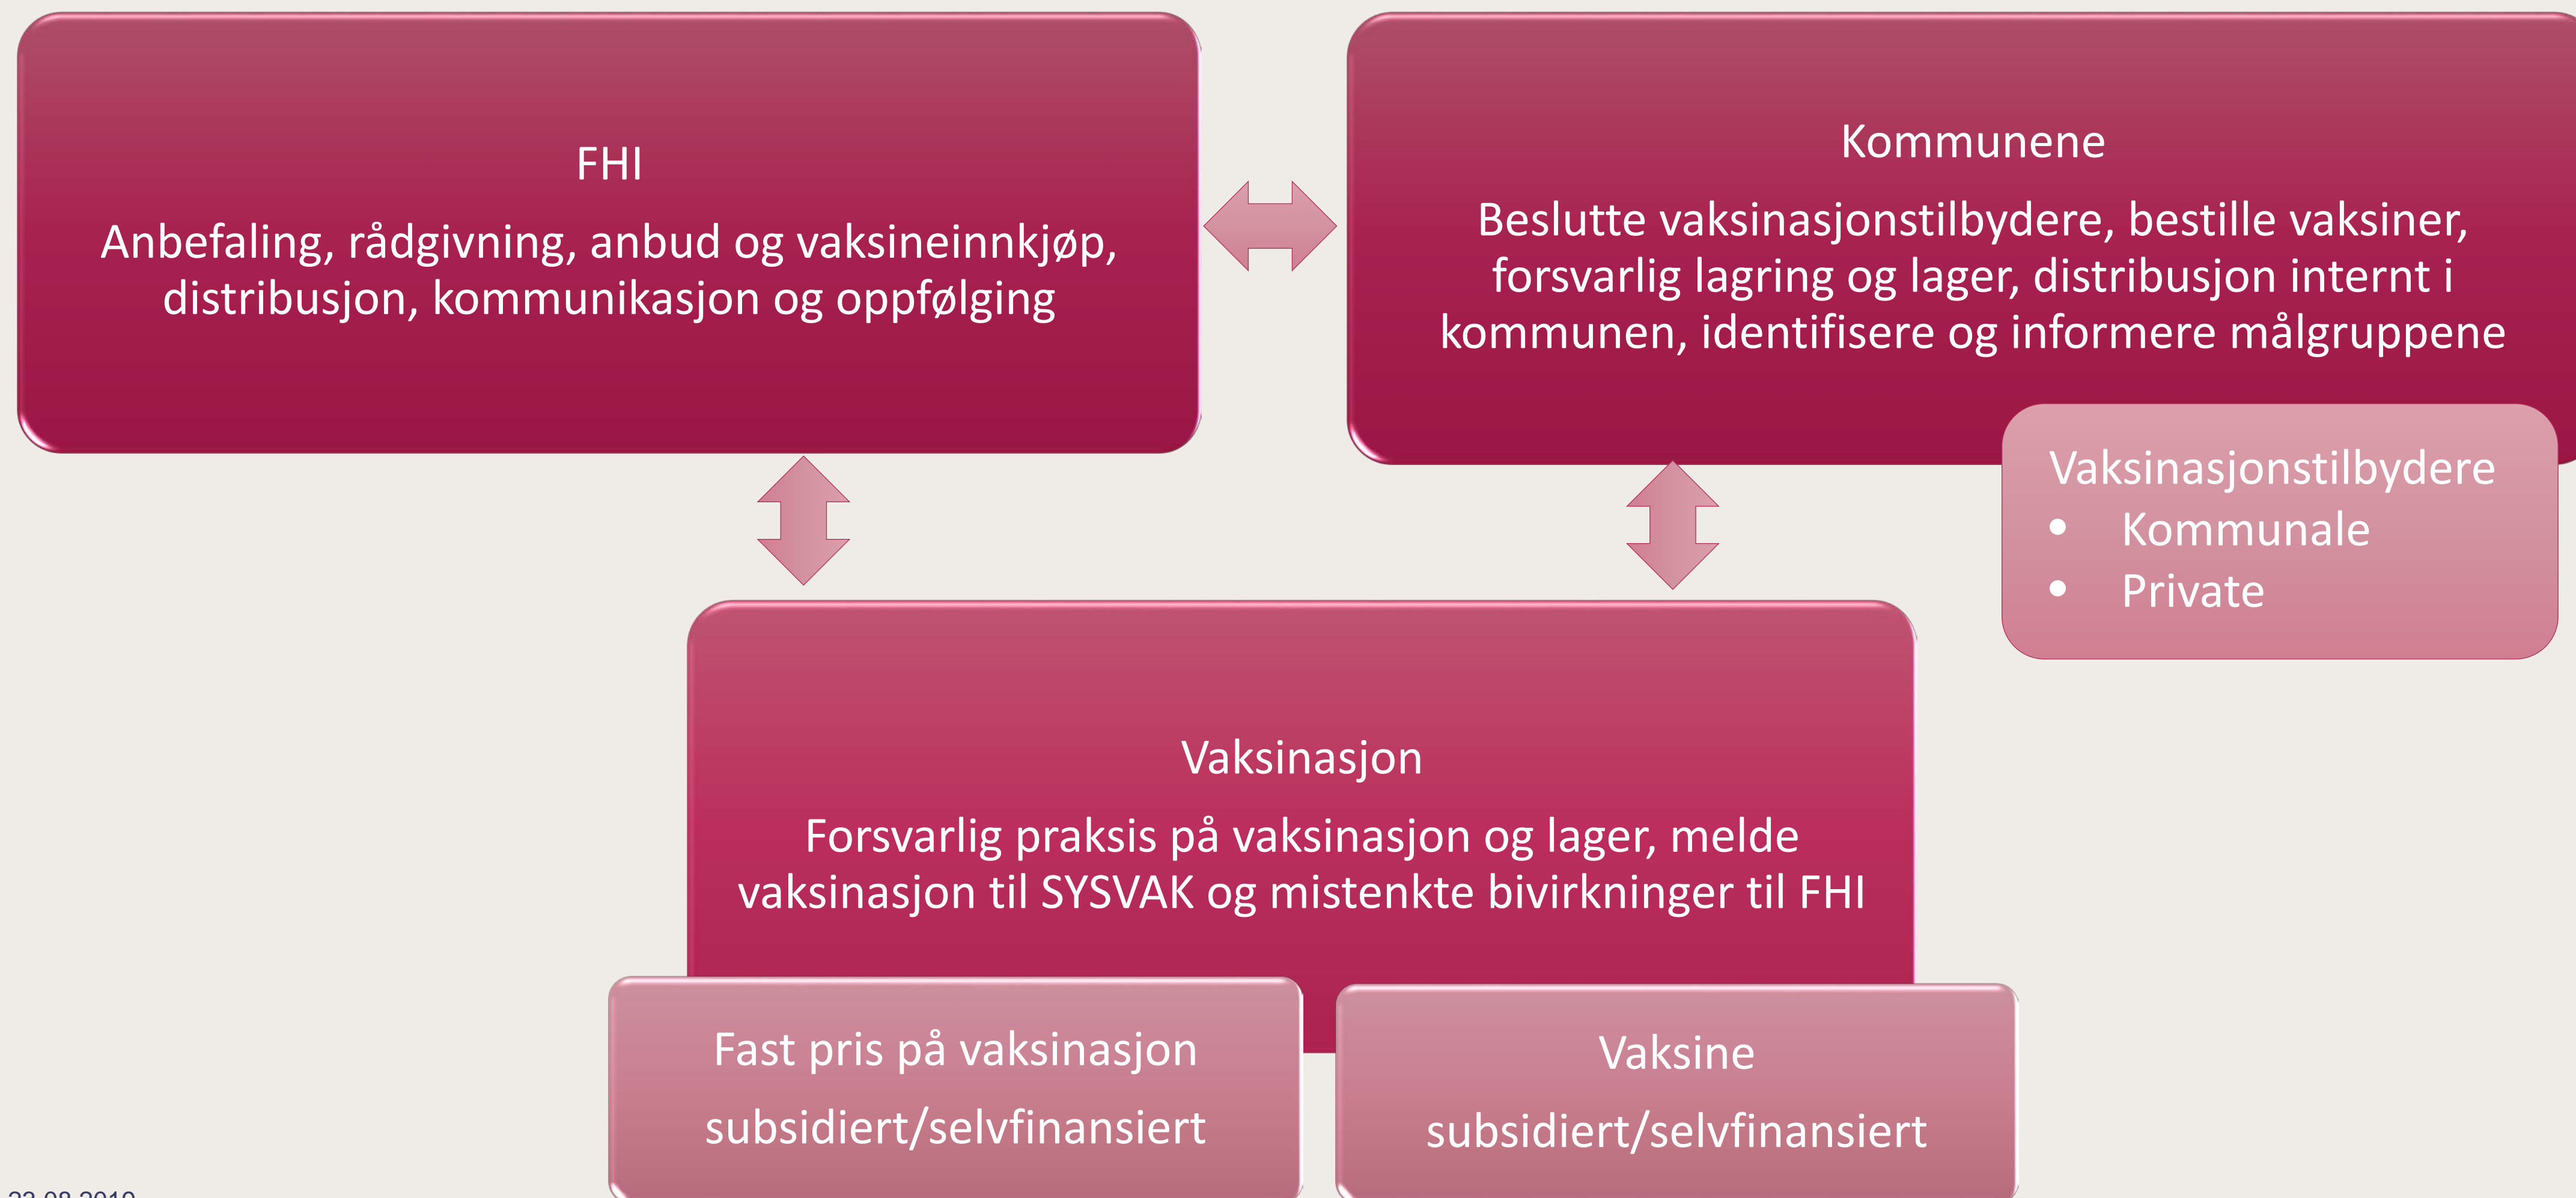 FHI
Anbefaling, rådgivning, anbud og vaksineinnkjøp,
distribusjon, kommunikasjon og oppfølging
Kommunene
Beslutte vaksinasjonstilbydere, bestille vaksiner,
forsvarlig lagring og lager, distribusjon internt i
kommunen, identifisere og informere målgruppene
Vaksinasjonstilbydere
• Kommunale
• Private
Vaksinasjon
Forsvarlig praksis på vaksinasjon og lager, melde
vaksinasjon til SYSVAK og mistenkte bivirkninger til FHI
Fast pris på vaksinasjon
subsidiert/selvfinansiert
Vaksine
subsidiert/selvfinansiert